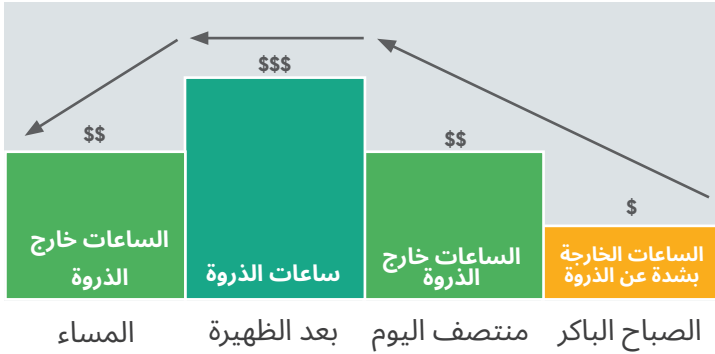 $$$
$$
$$
$
الساعات الخارجة
بشدة عن الذروة
الساعات خارج
الذروة
ساعات الذروة
الساعات خارج
الذروة
الصباح الباكر
منتصف اليوم
بعد الظهيرة
المساء